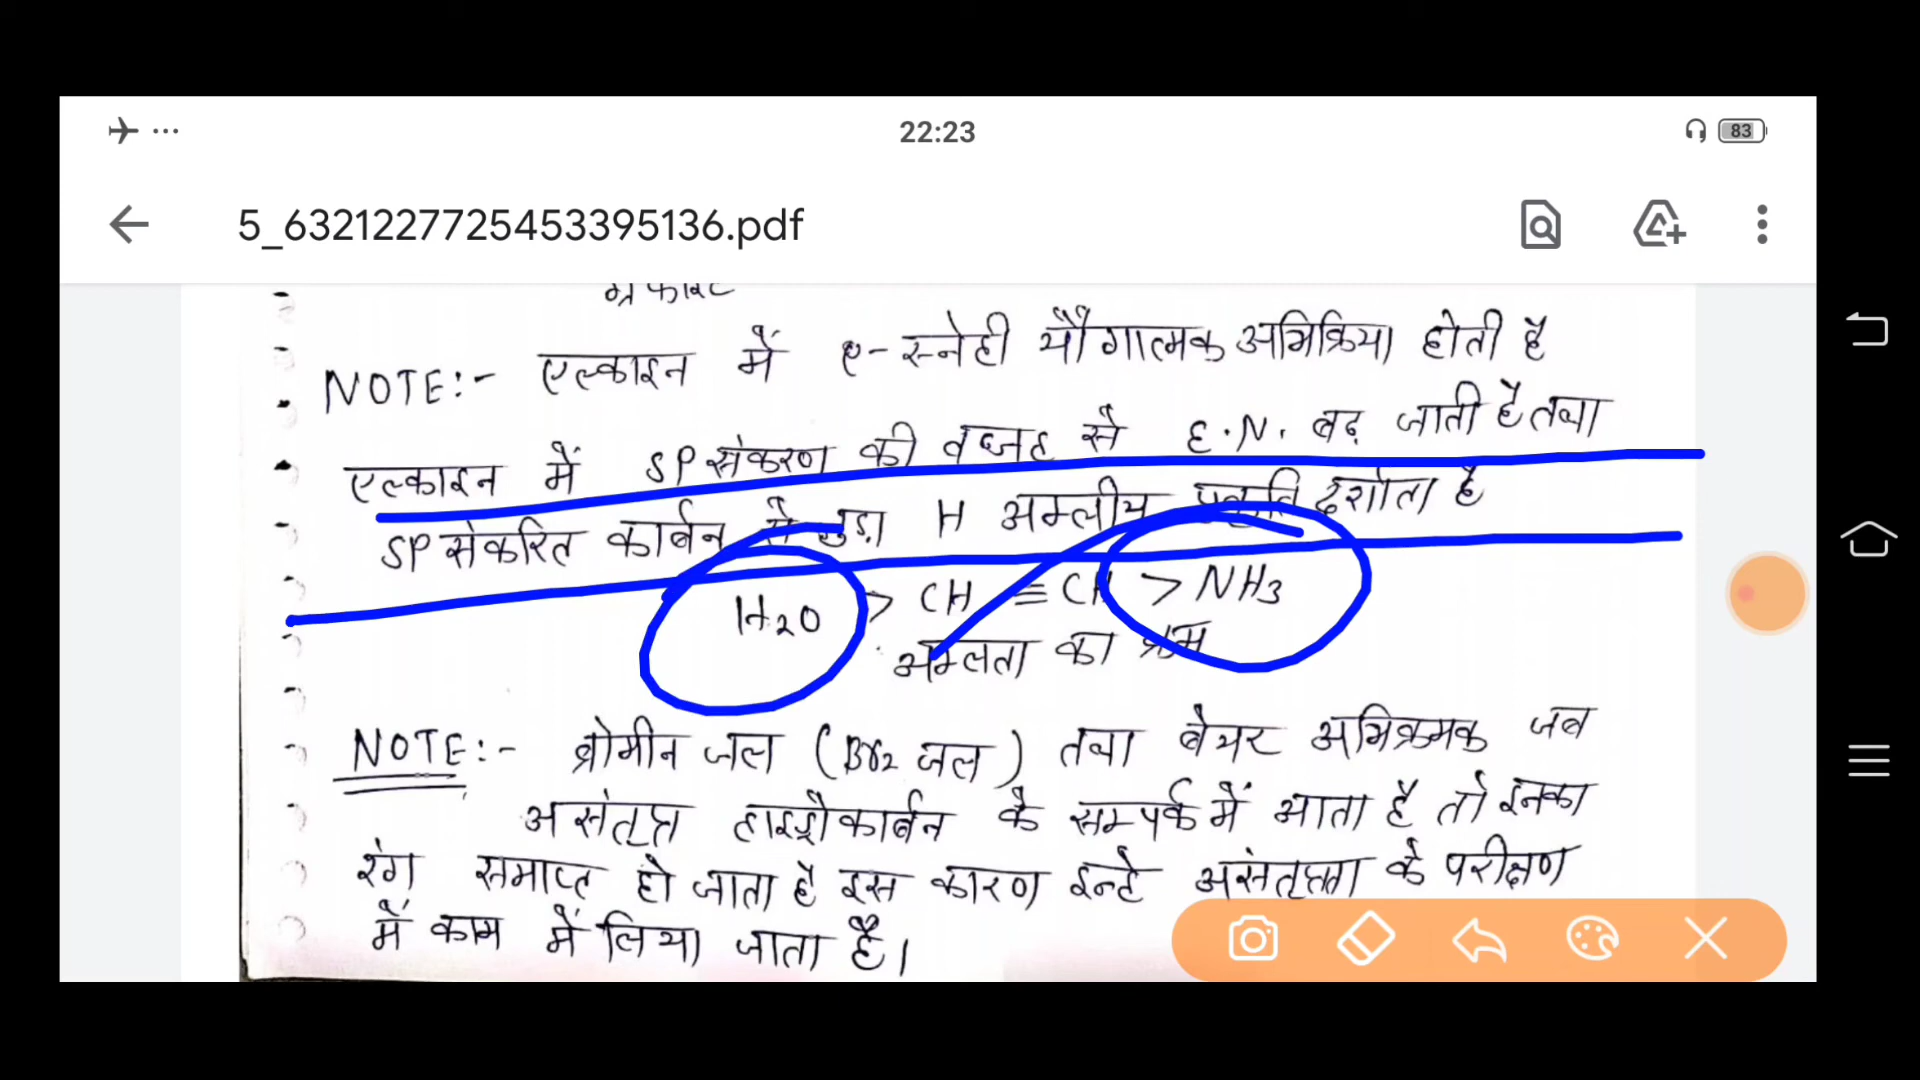 22:23
83
5_6321227725453395136.pdf
NOTE:- एल्काइन में e- स्नेही यौगात्मक अभिक्रिया होती है
एल्काइन में SP संकरण की वजह से E.N. बढ़ जाती है तथा
SP संकरित कार्बन से जुड़ा H अम्लीय प्रकृति दर्शाता है
H₂O > CH ≡ CH > NH₃
अम्लता का क्रम
NOTE:- ब्रोमीन जल (Br₂ जल) तथा बेयर अभिक्रमक जब
असंतृप्त हाइड्रौकार्बन के सम्पर्क में आता है तो इनका
रंग समाप्त हो जाता है इस कारण इन्हे असंतृप्तता के परीक्षण
में काम में लिया जाता है।